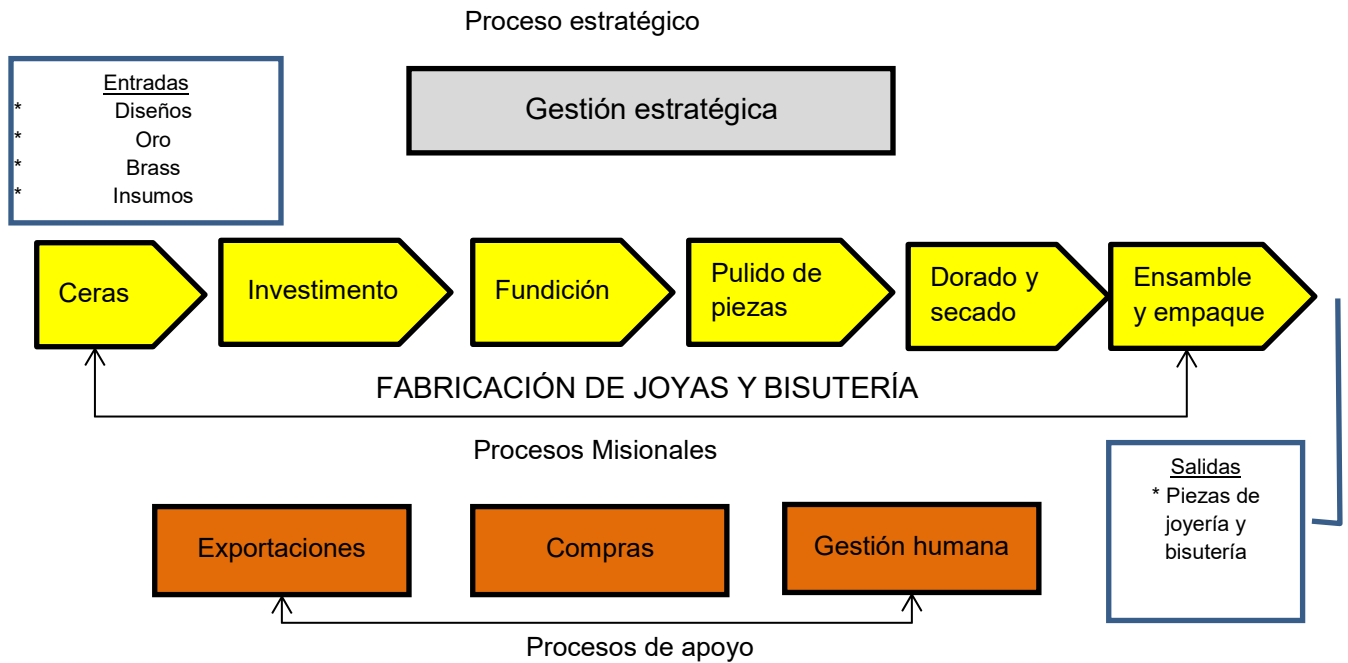 Proceso estratégico
Entradas
* Diseños
* Oro
* Brass
* Insumos
Gestión estratégica
Ceras
Investimento
Fundición
Pulido de
piezas
Dorado y
secado
Ensamble
y empaque
FABRICACIÓN DE JOYAS Y BISUTERÍA
Procesos Misionales
Salidas
* Piezas de
joyería y
bisutería
Exportaciones
Compras
Gestión humana
Procesos de apoyo